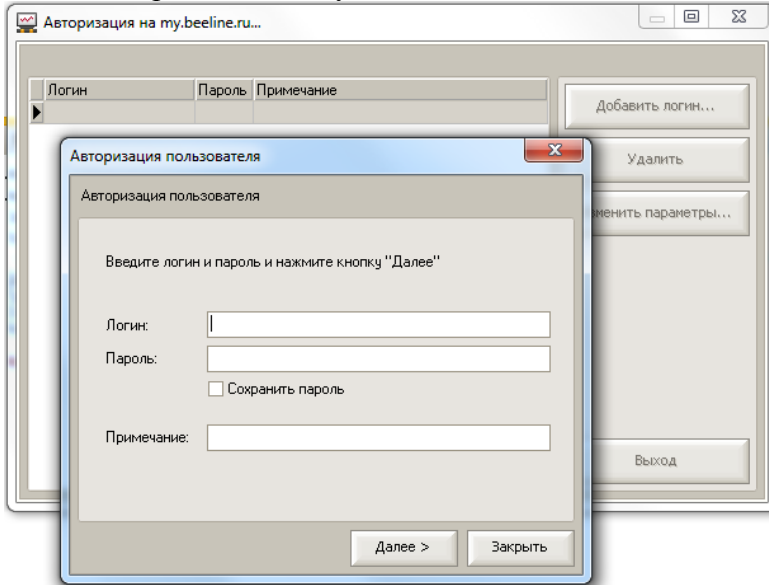 Авторизация на my.beeline.ru...
Логин Пароль Примечание
Добавить логин...
Удалить
менить параметры...
Выход
Авторизация пользователя
Авторизация пользователя
Введите логин и пароль и нажмите кнопку "Далее"
Логин:
Пароль:
Сохранить пароль
Примечание:
Далее > Закрыть